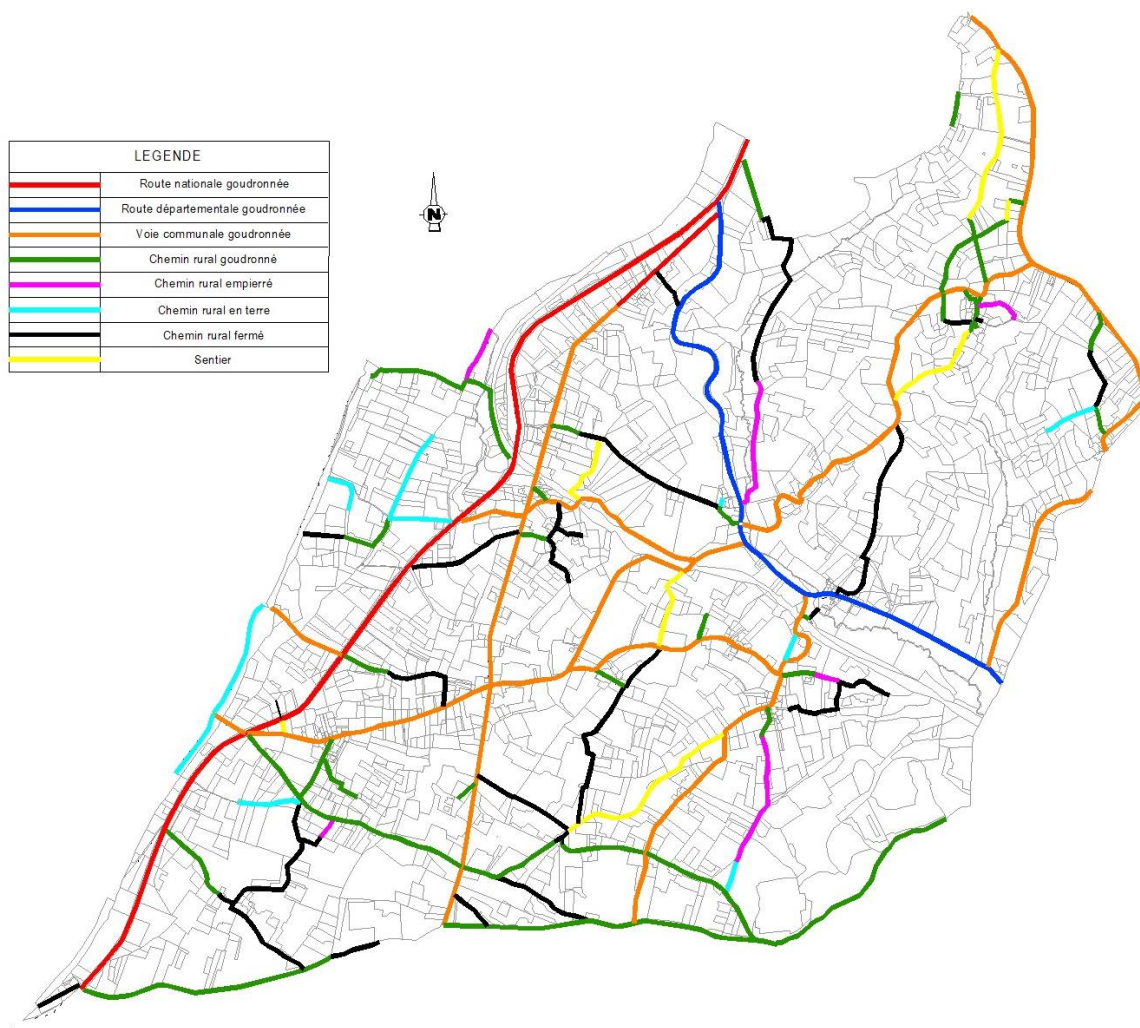 LEGENDE
Route nationale goudronnée
Route départementale goudronnée
Voie communale goudronnée
Chemin rural goudronné
Chemin rural empierré
Chemin rural en terre
Chemin rural fermé
Sentier
N